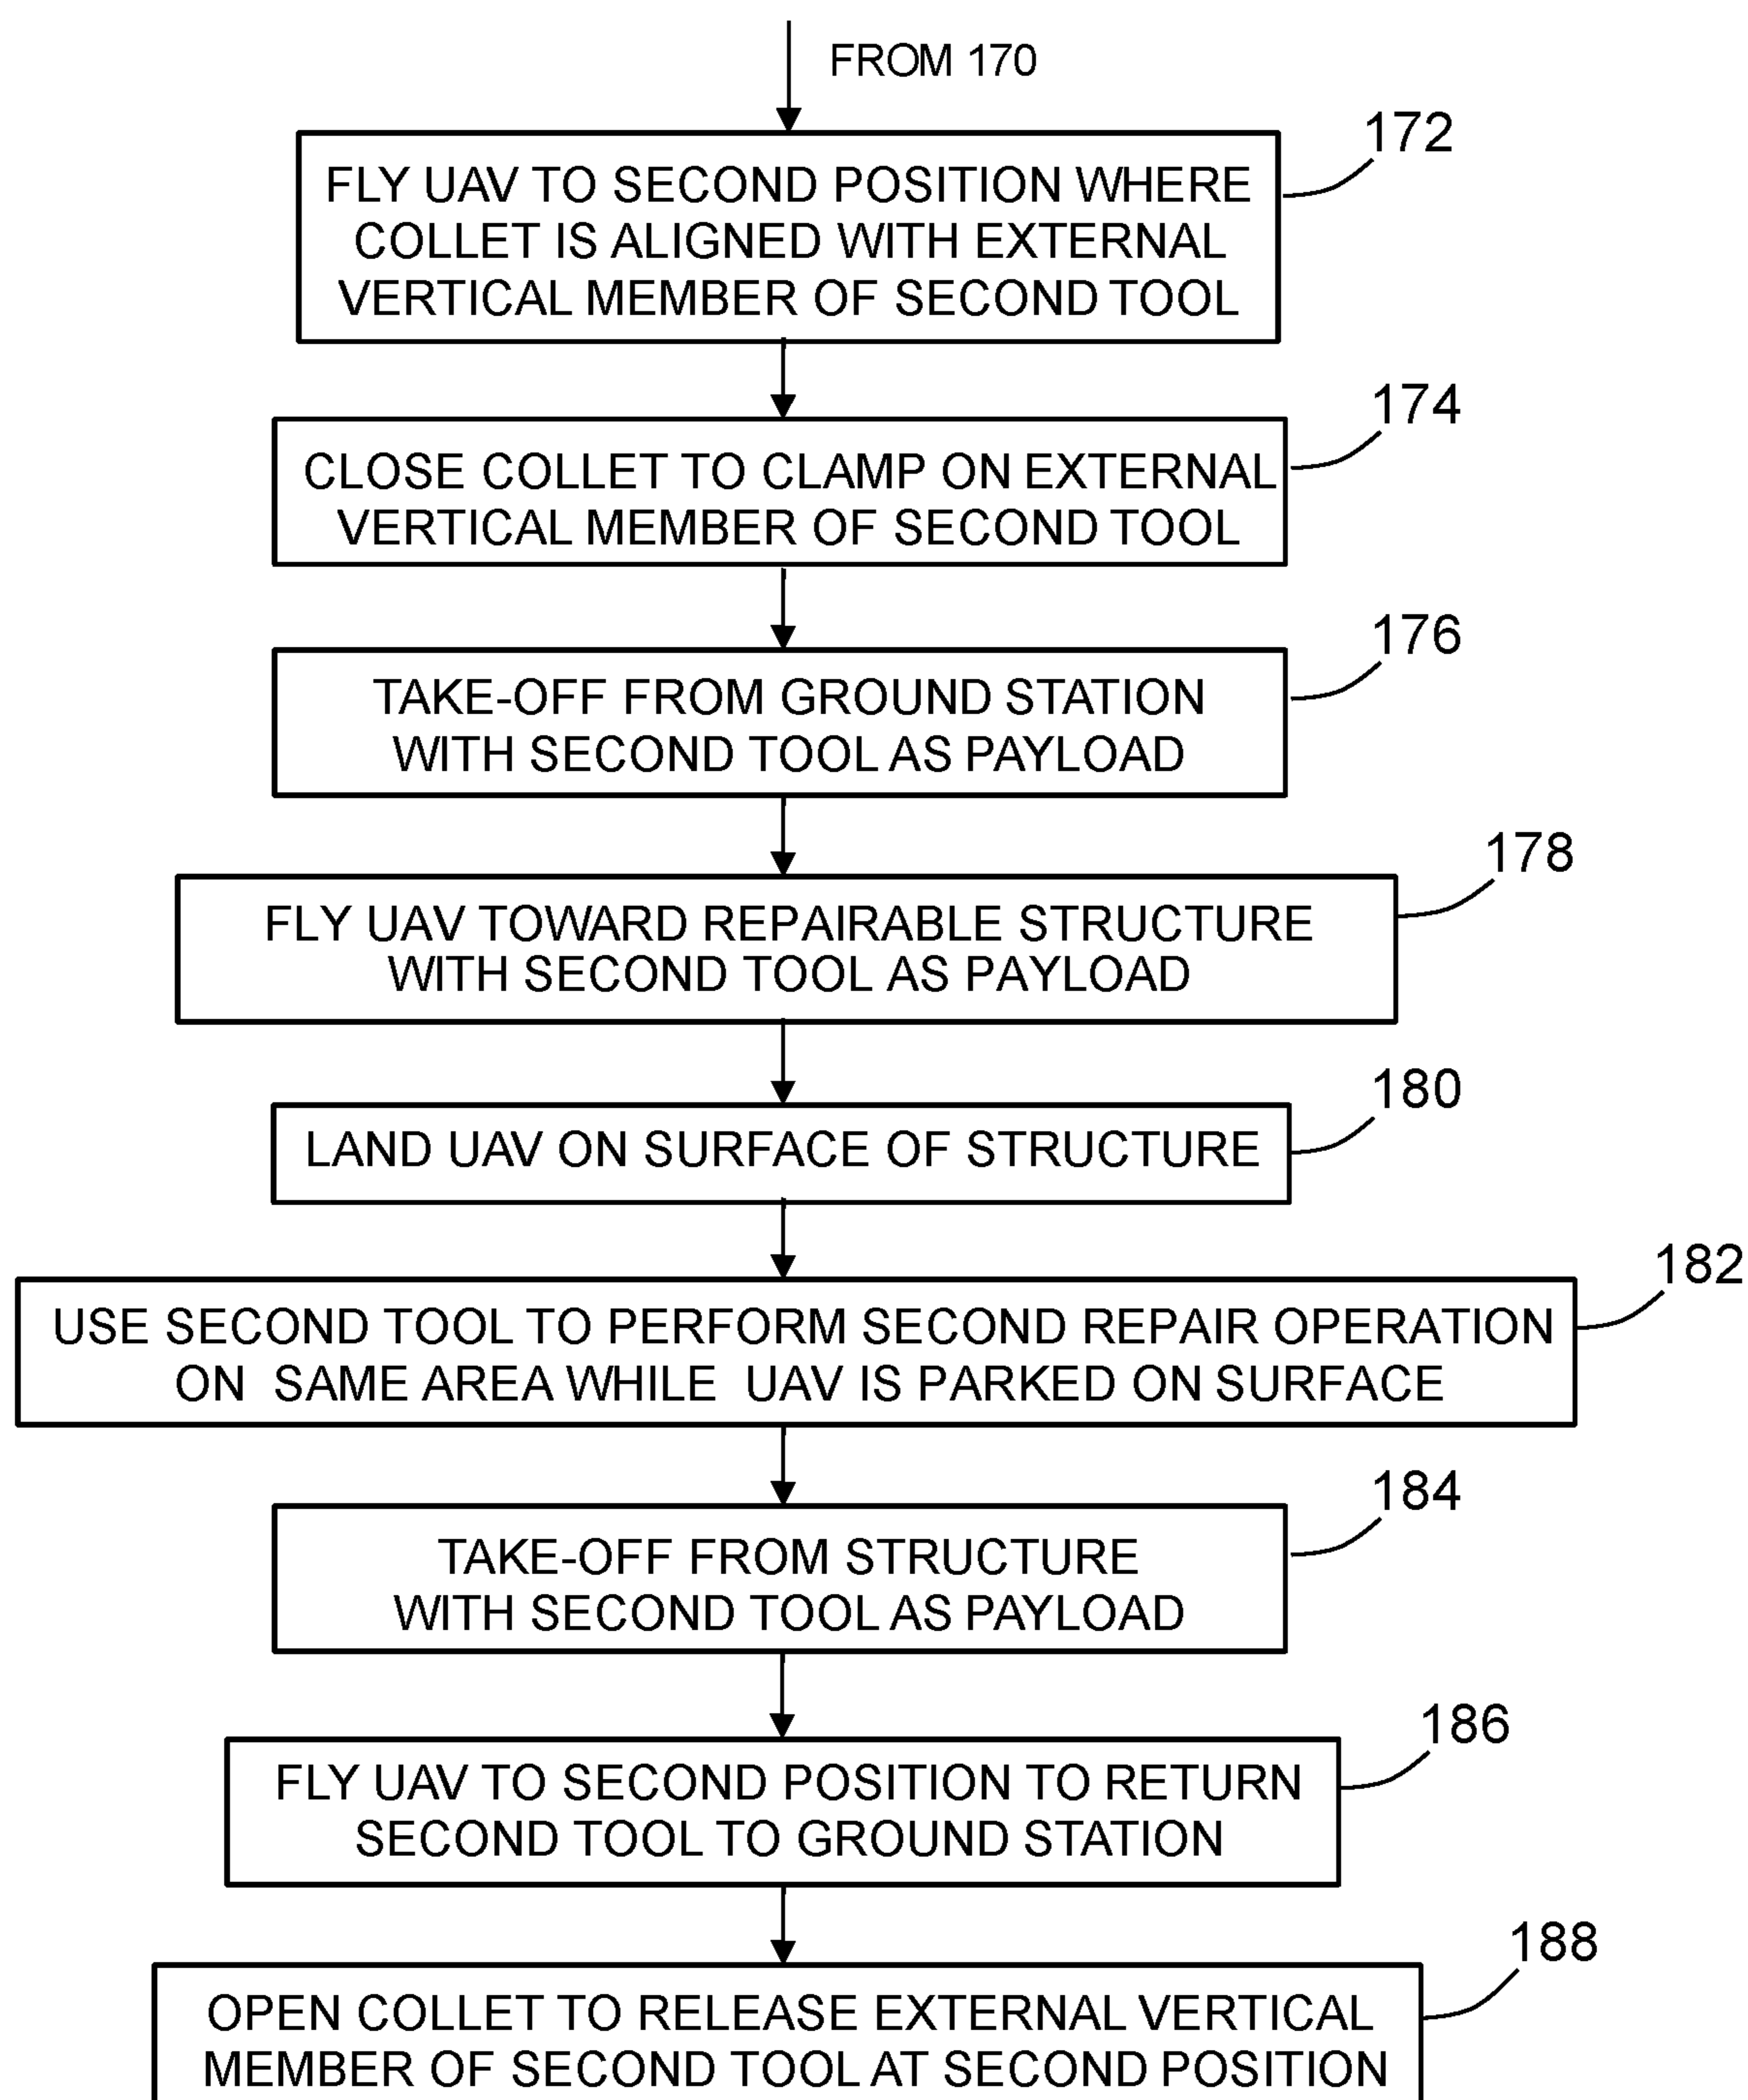 FROM 170
172
FLY UAV TO SECOND POSITION WHERE
COLLET IS ALIGNED WITH EXTERNAL
VERTICAL MEMBER OF SECOND TOOL
174
CLOSE COLLET TO CLAMP ON EXTERNAL
VERTICAL MEMBER OF SECOND TOOL
176
TAKE-OFF FROM GROUND STATION
WITH SECOND TOOL AS PAYLOAD
178
FLY UAV TOWARD REPAIRABLE STRUCTURE
WITH SECOND TOOL AS PAYLOAD
180
LAND UAV ON SURFACE OF STRUCTURE
182
USE SECOND TOOL TO PERFORM SECOND REPAIR OPERATION
ON SAME AREA WHILE UAV IS PARKED ON SURFACE
184
TAKE-OFF FROM STRUCTURE
WITH SECOND TOOL AS PAYLOAD
186
FLY UAV TO SECOND POSITION TO RETURN
SECOND TOOL TO GROUND STATION
188
OPEN COLLET TO RELEASE EXTERNAL VERTICAL
MEMBER OF SECOND TOOL AT SECOND POSITION